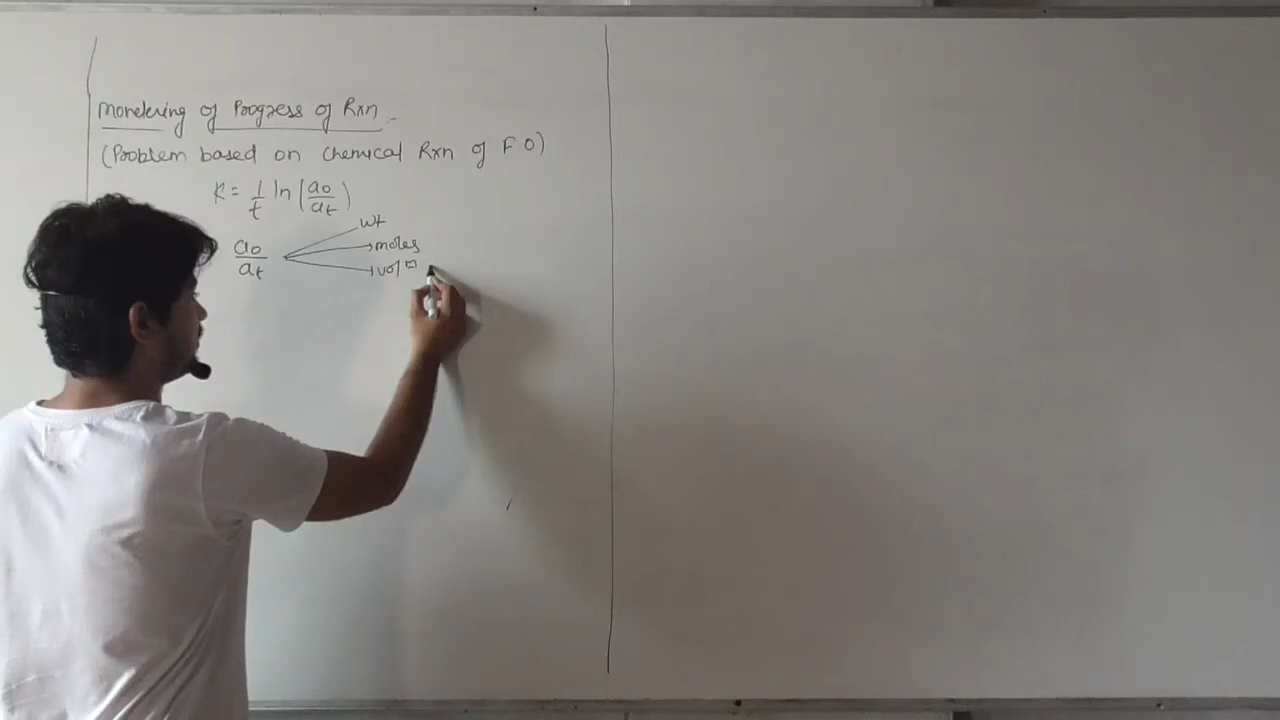 Monetering of Progress of Rxn
(Problem based on Chemical Rxn of F O)
K = 1/t ln (a₀/aₜ)
a₀/aₜ
wt
moles
vol